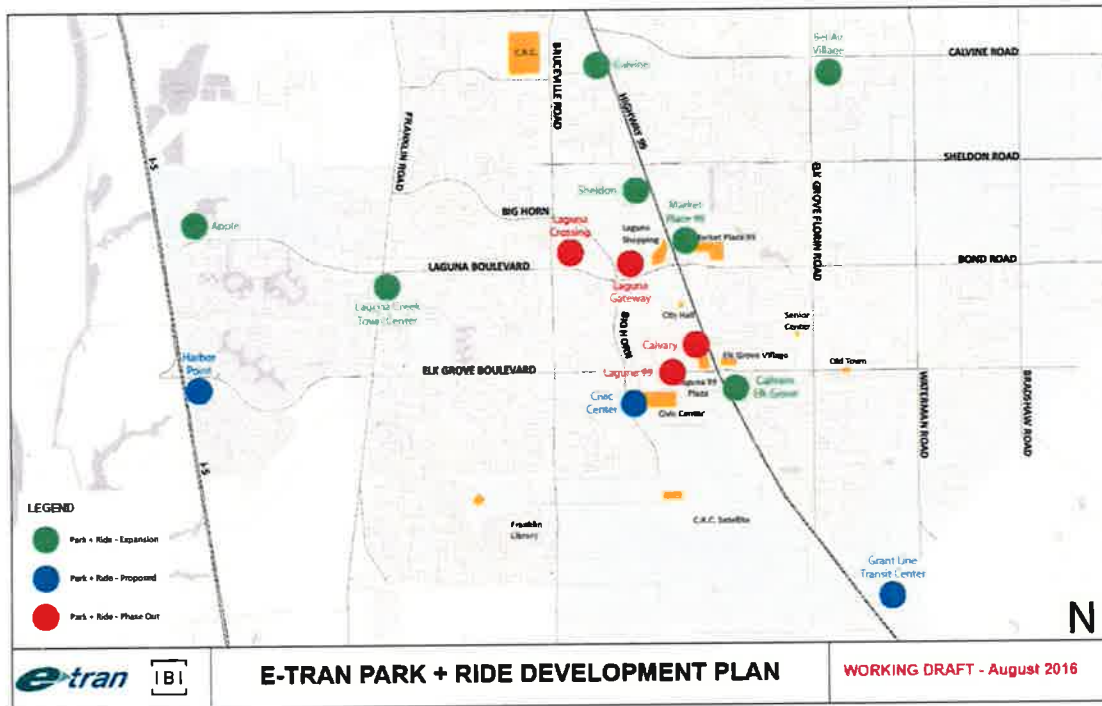 Bel Air
Village
CALVINE ROAD
C.R.C.
BRUCEVILLE ROAD
Calvine
HIGHWAY 99
FRANKLIN ROAD
I-5
SHELDON ROAD
ELK GROVE FLORIN ROAD
Sheldon
Market
Place 99
BIG HORN
Laguna
Crossing
Laguna
Shopping
Market Plaza 99
Apple
LAGUNA BOULEVARD
BOND ROAD
Laguna
Gateway
Laguna Creek
Town Center
City Hall
BIG HORN
Senior
Center
Calvary
Elk Grove Village
Old Town
Harbor
Point
ELK GROVE BOULEVARD
Laguna 99
Laguna 99
Plaza
Caltrans
Elk Grove
Civic
Center
Civic Center
WATERMAN ROAD
BRADSHAW ROAD
I-5
LEGEND
Park + Ride - Expansion
Park + Ride - Proposed
Park + Ride - Phase Out
Franklin
Library
C.R.C. Satellite
Grant Line
Transit Center
N
e-tran
IBI
E-TRAN PARK + RIDE DEVELOPMENT PLAN
WORKING DRAFT - August 2016